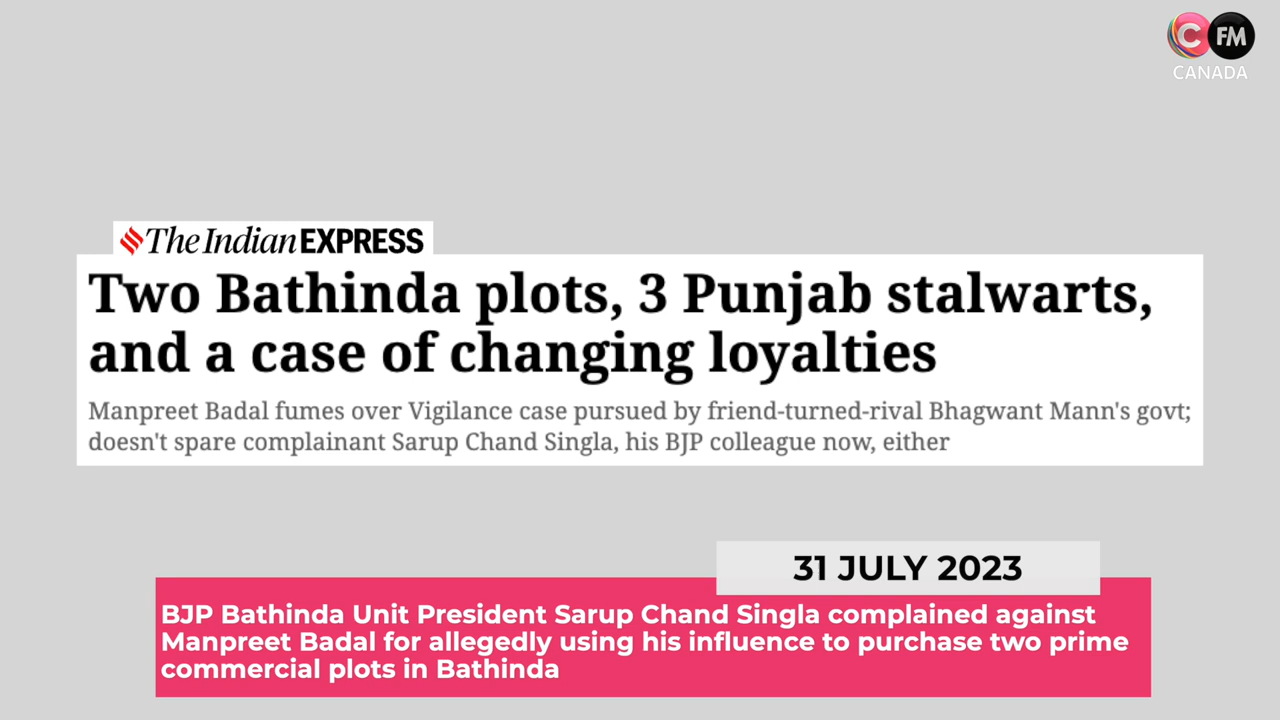 C FM
CANADA
The Indian EXPRESS
Two Bathinda plots, 3 Punjab stalwarts,
and a case of changing loyalties
Manpreet Badal fumes over Vigilance case pursued by friend-turned-rival Bhagwant Mann's govt;
doesn't spare complainant Sarup Chand Singla, his BJP colleague now, either
31 JULY 2023
BJP Bathinda Unit President Sarup Chand Singla complained against
Manpreet Badal for allegedly using his influence to purchase two prime
commercial plots in Bathinda